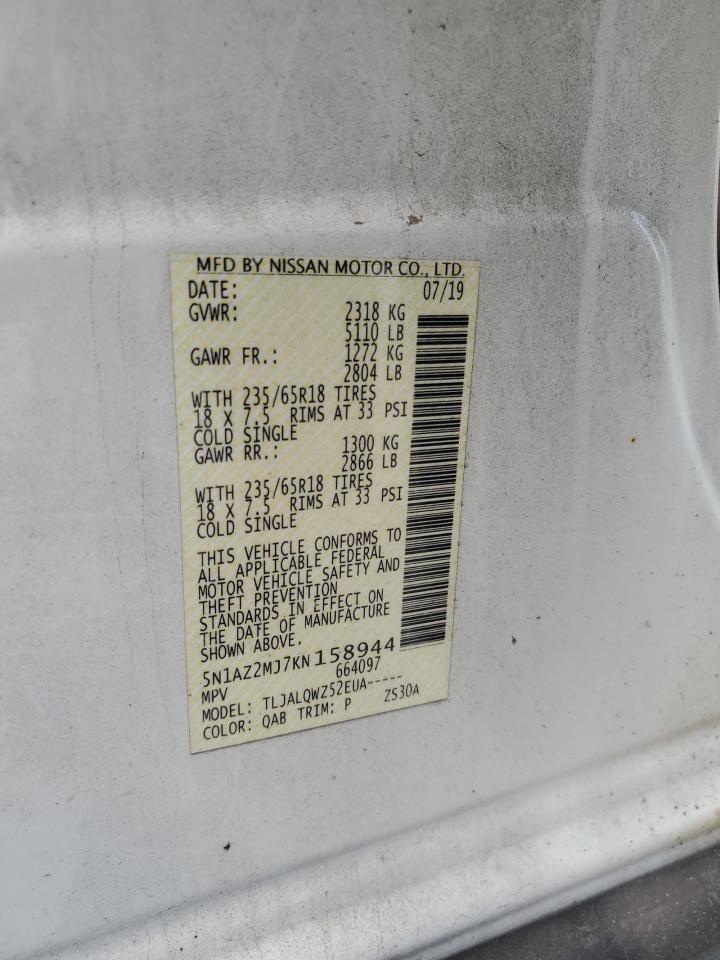 MFD BY NISSAN MOTOR CO., LTD.
DATE: 07/19
GVWR: 2318 KG
5110 LB
GAWR FR.: 1272 KG
2804 LB
WITH 235/65R18 TIRES
18 X 7.5 RIMS AT 33 PSI
COLD SINGLE
GAWR RR.: 1300 KG
2866 LB
WITH 235/65R18 TIRES
18 X 7.5 RIMS AT 33 PSI
COLD SINGLE
THIS VEHICLE CONFORMS TO
ALL APPLICABLE FEDERAL
MOTOR VEHICLE SAFETY AND
THEFT PREVENTION
STANDARDS IN EFFECT ON
THE DATE OF MANUFACTURE
SHOWN ABOVE.
5N1AZ2MJ7KN158944
MPV 664097
MODEL: TLJALQWZ52EUA-----
COLOR: QAB TRIM: P ZS30A